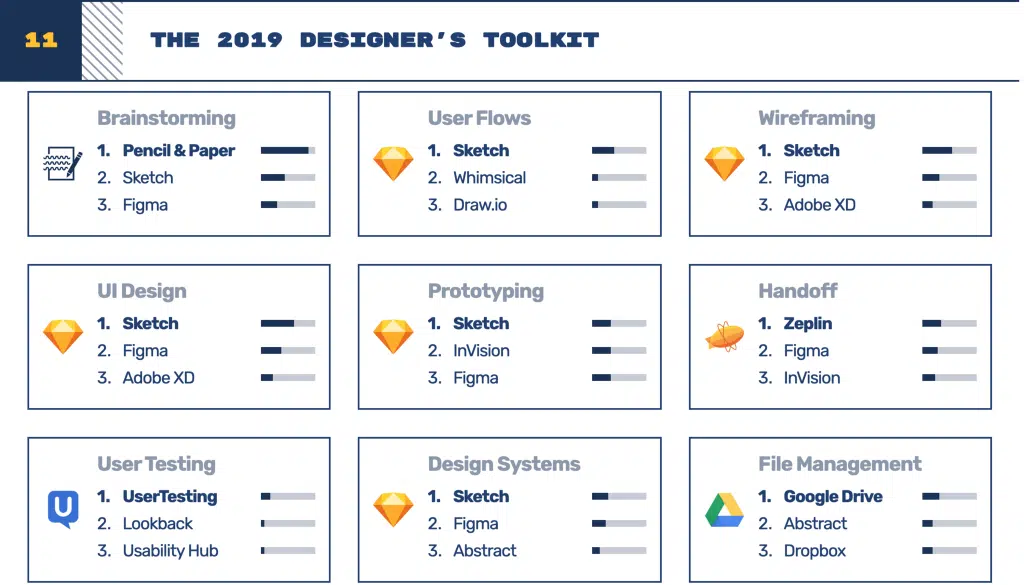 11
THE 2019 DESIGNER'S TOOLKIT
Brainstorming
1. Pencil & Paper
2. Sketch
3. Figma
User Flows
1. Sketch
2. Whimsical
3. Draw.io
Wireframing
1. Sketch
2. Figma
3. Adobe XD
UI Design
1. Sketch
2. Figma
3. Adobe XD
Prototyping
1. Sketch
2. InVision
3. Figma
Handoff
1. Zeplin
2. Figma
3. InVision
User Testing
U
1. UserTesting
2. Lookback
3. Usability Hub
Design Systems
1. Sketch
2. Figma
3. Abstract
File Management
1. Google Drive
2. Abstract
3. Dropbox